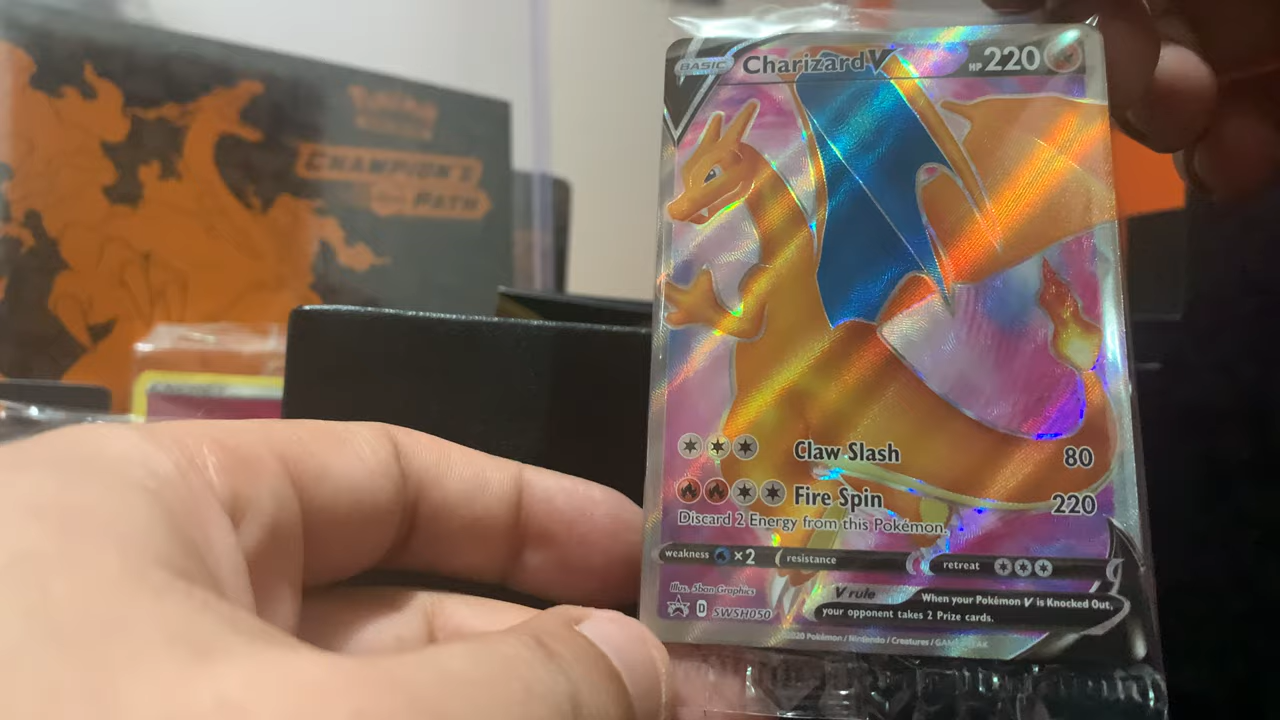 Pokémon
CHAMPION'S
PATH
BASIC
Charizard V
HP 220
Claw Slash 80
Fire Spin 220
Discard 2 Energy from this Pokémon.
weakness ×2 resistance retreat
Illus. 5ban Graphics
V rule
When your Pokémon V is Knocked Out,
your opponent takes 2 Prize cards.
D SWSH050
©2020 Pokémon / Nintendo / Creatures / GAME FREAK